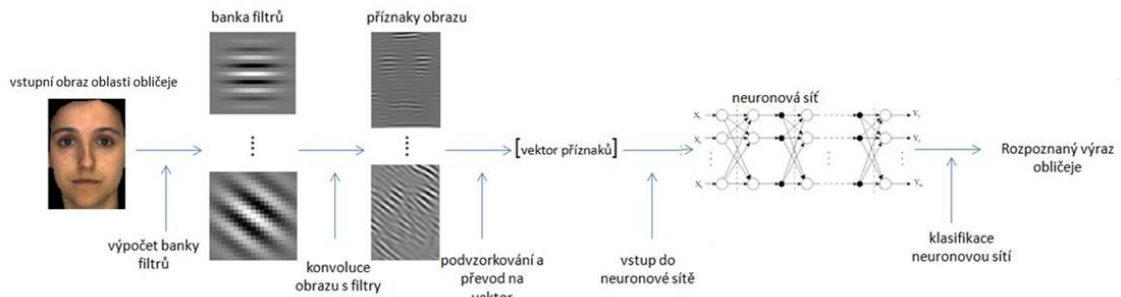 banka filtrů
příznaky obrazu
vstupní obraz oblasti obličeje
neuronová síť
[vektor příznaků]
Rozpoznaný výraz
obličeje
výpočet banky
filtrů
konvoluce
obrazu s filtry
podvzorkování a
převod na
vektor
vstup do
neuronové sítě
klasifikace
neuronovou sítí